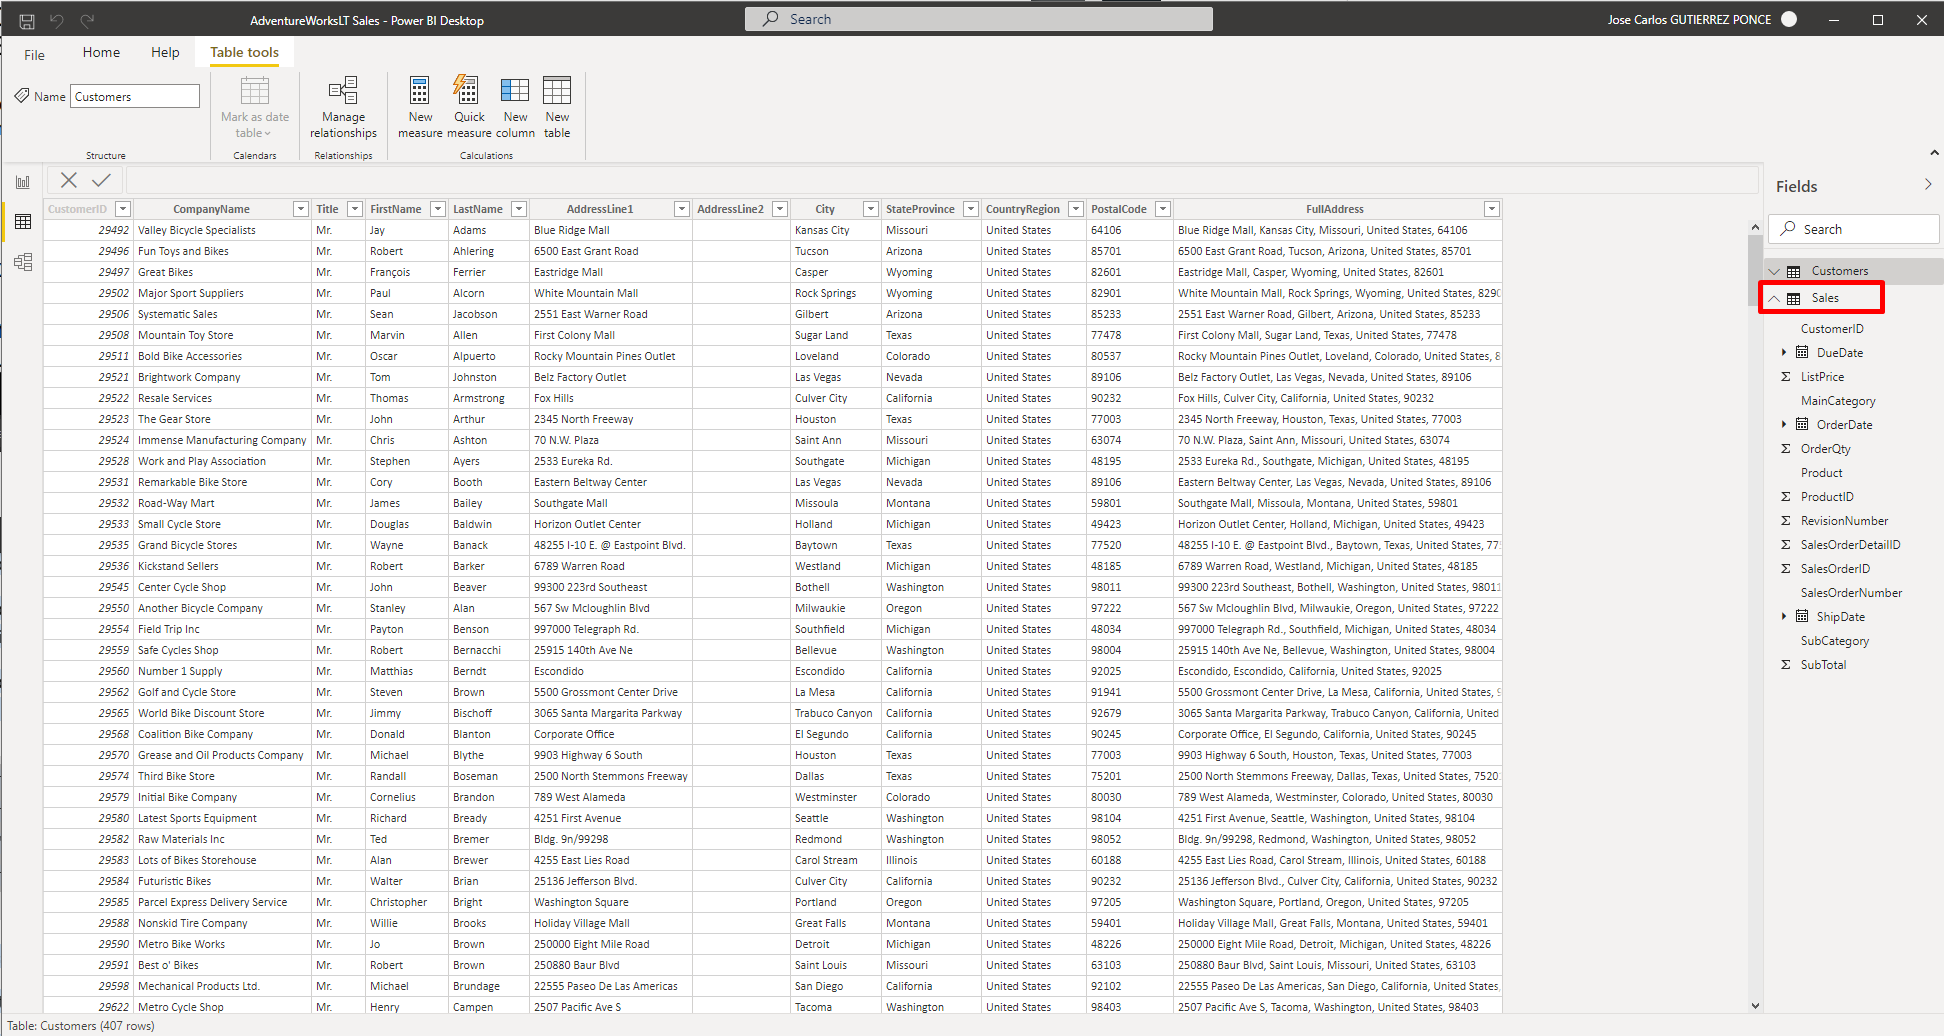 AdventureWorksLT Sales - Power BI Desktop
Search
Jose Carlos GUTIERREZ PONCE
File Home Help Table tools
Name Customers
Mark as date table
Manage relationships
New measure
Quick measure
New column
New table
Structure Calendars Relationships Calculations
CustomerID CompanyName Title FirstName LastName AddressLine1 AddressLine2 City StateProvince CountryRegion PostalCode FullAddress
29492 Valley Bicycle Specialists Mr. Jay Adams Blue Ridge Mall Kansas City Missouri United States 64106 Blue Ridge Mall, Kansas City, Missouri, United States, 64106
29496 Fun Toys and Bikes Mr. Robert Ahlering 6500 East Grant Road Tucson Arizona United States 85701 6500 East Grant Road, Tucson, Arizona, United States, 85701
29497 Great Bikes Mr. François Ferrier Eastridge Mall Casper Wyoming United States 82601 Eastridge Mall, Casper, Wyoming, United States, 82601
29502 Major Sport Suppliers Mr. Paul Alcorn White Mountain Mall Rock Springs Wyoming United States 82901 White Mountain Mall, Rock Springs, Wyoming, United States, 8290
29506 Systematic Sales Mr. Sean Jacobson 2551 East Warner Road Gilbert Arizona United States 85233 2551 East Warner Road, Gilbert, Arizona, United States, 85233
29508 Mountain Toy Store Mr. Marvin Allen First Colony Mall Sugar Land Texas United States 77478 First Colony Mall, Sugar Land, Texas, United States, 77478
29511 Bold Bike Accessories Mr. Oscar Alpuerto Rocky Mountain Pines Outlet Loveland Colorado United States 80537 Rocky Mountain Pines Outlet, Loveland, Colorado, United States, 8
29521 Brightwork Company Mr. Tom Johnston Belz Factory Outlet Las Vegas Nevada United States 89106 Belz Factory Outlet, Las Vegas, Nevada, United States, 89106
29522 Resale Services Mr. Thomas Armstrong Fox Hills Culver City California United States 90232 Fox Hills, Culver City, California, United States, 90232
29523 The Gear Store Mr. John Arthur 2345 North Freeway Houston Texas United States 77003 2345 North Freeway, Houston, Texas, United States, 77003
29524 Immense Manufacturing Company Mr. Chris Ashton 70 N.W. Plaza Saint Ann Missouri United States 63074 70 N.W. Plaza, Saint Ann, Missouri, United States, 63074
29528 Work and Play Association Mr. Stephen Ayers 2533 Eureka Rd. Southgate Michigan United States 48195 2533 Eureka Rd., Southgate, Michigan, United States, 48195
29531 Remarkable Bike Store Mr. Cory Booth Eastern Beltway Center Las Vegas Nevada United States 89106 Eastern Beltway Center, Las Vegas, Nevada, United States, 89106
29532 Road-Way Mart Mr. James Bailey Southgate Mall Missoula Montana United States 59801 Southgate Mall, Missoula, Montana, United States, 59801
29533 Small Cycle Store Mr. Douglas Baldwin Horizon Outlet Center Holland Michigan United States 49423 Horizon Outlet Center, Holland, Michigan, United States, 49423
29535 Grand Bicycle Stores Mr. Wayne Banack 48255 I-10 E. @ Eastpoint Blvd. Baytown Texas United States 77520 48255 I-10 E. @ Eastpoint Blvd., Baytown, Texas, United States, 77
29536 Kickstand Sellers Mr. Robert Barker 6789 Warren Road Westland Michigan United States 48185 6789 Warren Road, Westland, Michigan, United States, 48185
29545 Center Cycle Shop Mr. John Beaver 99300 223rd Southeast Bothell Washington United States 98011 99300 223rd Southeast, Bothell, Washington, United States, 98011
29550 Another Bicycle Company Mr. Stanley Alan 567 Sw Mcloughlin Blvd Milwaukie Oregon United States 97222 567 Sw Mcloughlin Blvd, Milwaukie, Oregon, United States, 97222
29554 Field Trip Inc Mr. Payton Benson 997000 Telegraph Rd. Southfield Michigan United States 48034 997000 Telegraph Rd., Southfield, Michigan, United States, 48034
29559 Safe Cycles Shop Mr. Robert Bernacchi 25915 140th Ave Ne Bellevue Washington United States 98004 25915 140th Ave Ne, Bellevue, Washington, United States, 98004
29560 Number 1 Supply Mr. Matthias Berndt Escondido Escondido California United States 92025 Escondido, Escondido, California, United States, 92025
29562 Golf and Cycle Store Mr. Steven Brown 5500 Grossmont Center Drive La Mesa California United States 91941 5500 Grossmont Center Drive, La Mesa, California, United States, 9
29565 World Bike Discount Store Mr. Jimmy Bischoff 3065 Santa Margarita Parkway Trabuco Canyon California United States 92679 3065 Santa Margarita Parkway, Trabuco Canyon, California, United
29568 Coalition Bike Company Mr. Donald Blanton Corporate Office El Segundo California United States 90245 Corporate Office, El Segundo, California, United States, 90245
29570 Grease and Oil Products Company Mr. Michael Blythe 9903 Highway 6 South Houston Texas United States 77003 9903 Highway 6 South, Houston, Texas, United States, 77003
29574 Third Bike Store Mr. Randall Boseman 2500 North Stemmons Freeway Dallas Texas United States 75201 2500 North Stemmons Freeway, Dallas, Texas, United States, 7520
29579 Initial Bike Company Mr. Cornelius Brandon 789 West Alameda Westminster Colorado United States 80030 789 West Alameda, Westminster, Colorado, United States, 80030
29580 Latest Sports Equipment Mr. Richard Bready 4251 First Avenue Seattle Washington United States 98104 4251 First Avenue, Seattle, Washington, United States, 98104
29582 Raw Materials Inc Mr. Ted Bremer Bldg. 9n/99298 Redmond Washington United States 98052 Bldg. 9n/99298, Redmond, Washington, United States, 98052
29583 Lots of Bikes Storehouse Mr. Alan Brewer 4255 East Lies Road Carol Stream Illinois United States 60188 4255 East Lies Road, Carol Stream, Illinois, United States, 60188
29584 Futuristic Bikes Mr. Walter Brian 25136 Jefferson Blvd. Culver City California United States 90232 25136 Jefferson Blvd., Culver City, California, United States, 90232
29585 Parcel Express Delivery Service Mr. Christopher Bright Washington Square Portland Oregon United States 97205 Washington Square, Portland, Oregon, United States, 97205
29588 Nonskid Tire Company Mr. Willie Brooks Holiday Village Mall Great Falls Montana United States 59401 Holiday Village Mall, Great Falls, Montana, United States, 59401
29590 Metro Bike Works Mr. Jo Brown 250000 Eight Mile Road Detroit Michigan United States 48226 250000 Eight Mile Road, Detroit, Michigan, United States, 48226
29591 Best o' Bikes Mr. Robert Brown 250880 Baur Blvd Saint Louis Missouri United States 63103 250880 Baur Blvd, Saint Louis, Missouri, United States, 63103
29598 Mechanical Products Ltd. Mr. Michael Brundage 22555 Paseo De Las Americas San Diego California United States 92102 22555 Paseo De Las Americas, San Diego, California, United States,
29622 Metro Cycle Shop Mr. Henry Campen 2507 Pacific Ave S Tacoma Washington United States 98403 2507 Pacific Ave S, Tacoma, Washington, United States, 98403
Fields
Search
Customers
Sales
CustomerID
DueDate
Σ ListPrice
MainCategory
OrderDate
Σ OrderQty
Product
Σ ProductID
Σ RevisionNumber
Σ SalesOrderDetailID
Σ SalesOrderID
SalesOrderNumber
ShipDate
SubCategory
Σ SubTotal
Table: Customers (407 rows)